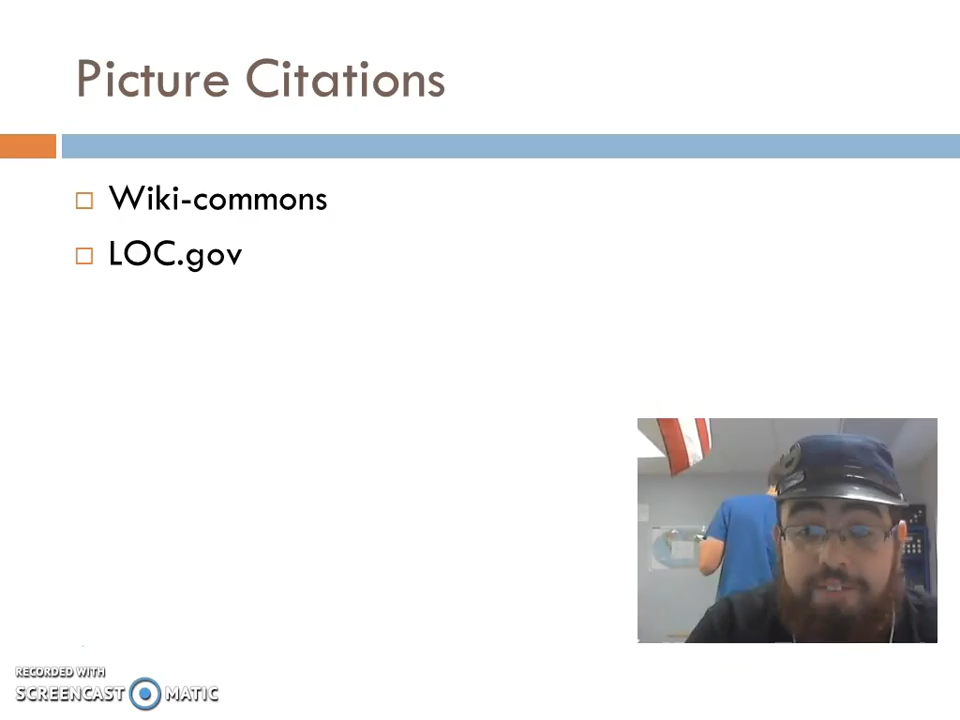 Picture Citations
Wiki-commons
LOC.gov
RECORDED WITH
SCREENCAST MATIC